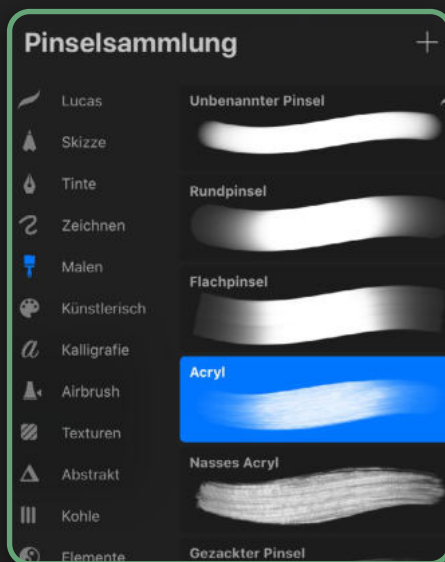 Pinselsammlung
Lucas
Skizze
Tinte
Zeichnen
Malen
Künstlerisch
Kalligrafie
Airbrush
Texturen
Abstrakt
Kohle
Elemente
Unbenannter Pinsel
Rundpinsel
Flachpinsel
Acryl
Nasses Acryl
Gezackter Pinsel